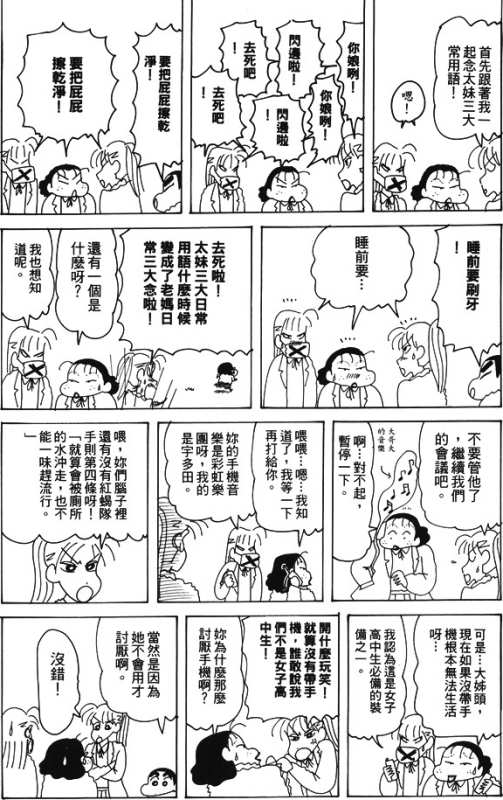 首先跟著我一
起念太妹三大
常用語！
嗯！
你娘咧！
閃邊啦！
去死吧！
你娘咧！
閃邊啦！
去死吧！
要把屁屁擦乾
淨！
要把屁屁
擦乾淨！
睡前要刷牙
！
睡前要…
去死啦！
太妹三大日常
用語什麼時候
變成了老媽日
常三大念啦！
還有一個是
什麼呀？
我也想知
道呢。
不要管他了
，繼續我們
的會議吧。
大哥大
的音樂
啊…對不起，
暫停一下。
喂喂…嗯…我知
道了，我等一下
再打給你。
妳的手機音
樂是彩虹樂
團呀，我的
是宇多田。
喂，妳們腦子裡
還有沒有紅蠍隊
手則第四條呀！
「就算會被廁所
的水沖走，也不
能一味趕流行。
」
可是…大姊頭，
現在如果沒帶手
機根本無法生活
呀…
我認為這是女子
高中生必備的裝
備之一。
開什麼玩笑！
就算沒有帶手
機，誰敢說我
們不是女子高
中生！
妳為什麼那麼
討厭手機啊？
當然是因為
她不會用才
討厭啊。
沒錯！